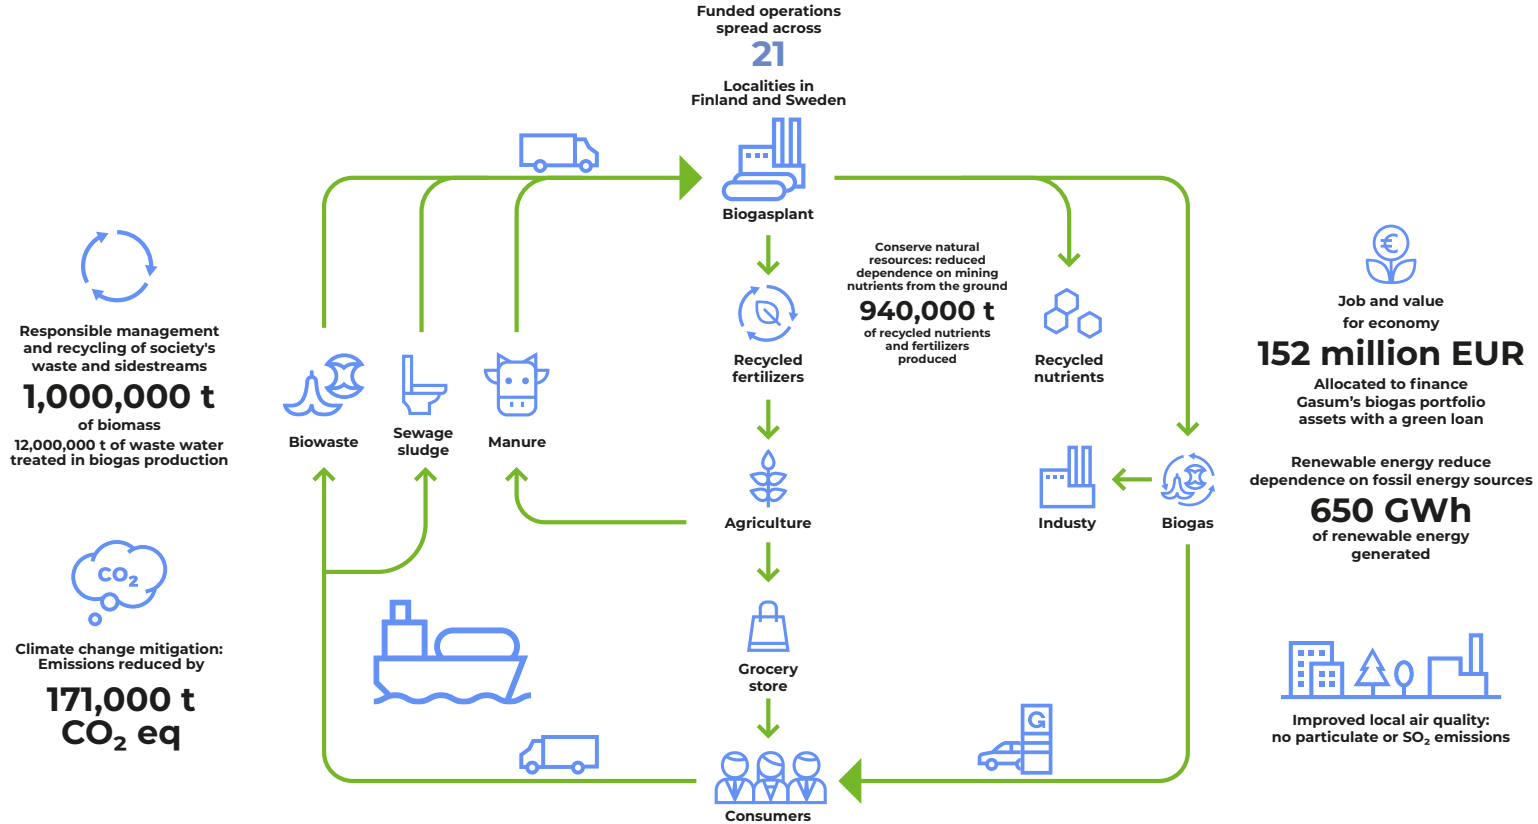 Funded operations
spread across
21
Localities in
Finland and Sweden
Biogasplant
Responsible management
and recycling of society's
waste and sidestreams
1,000,000 t
of biomass
12,000,000 t of waste water
treated in biogas production
CO₂
Climate change mitigation:
Emissions reduced by
171,000 t
CO₂ eq
Biowaste
Sewage
sludge
Manure
Recycled
fertilizers
Agriculture
Grocery
store
Consumers
Conserve natural
resources: reduced
dependence on mining
nutrients from the ground
940,000 t
of recycled nutrients
and fertilizers
produced
Recycled
nutrients
Industy
Biogas
G
€
Job and value
for economy
152 million EUR
Allocated to finance
Gasum’s biogas portfolio
assets with a green loan
Renewable energy reduce
dependence on fossil energy sources
650 GWh
of renewable energy
generated
Improved local air quality:
no particulate or SO₂ emissions